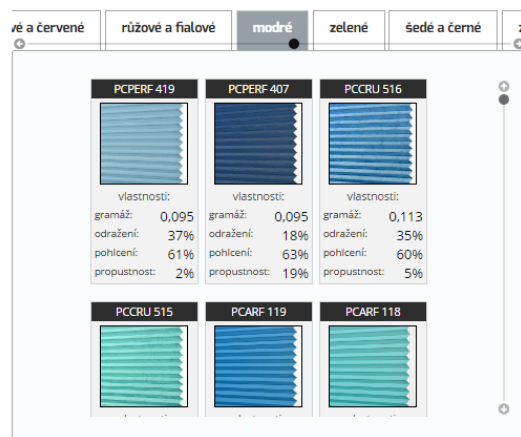 vé a červené růžové a fialové modré zelené šedé a černé
PCPERF 419 PCPERF 407 PCCRU 516
vlastnosti: vlastnosti: vlastnosti:
gramáž: 0,095 gramáž: 0,095 gramáž: 0,113
odražení: 37% odražení: 18% odražení: 35%
pohlcení: 61% pohlcení: 63% pohlcení: 60%
propustnost: 2% propustnost: 19% propustnost: 5%
PCCRU 515 PCARF 119 PCARF 118